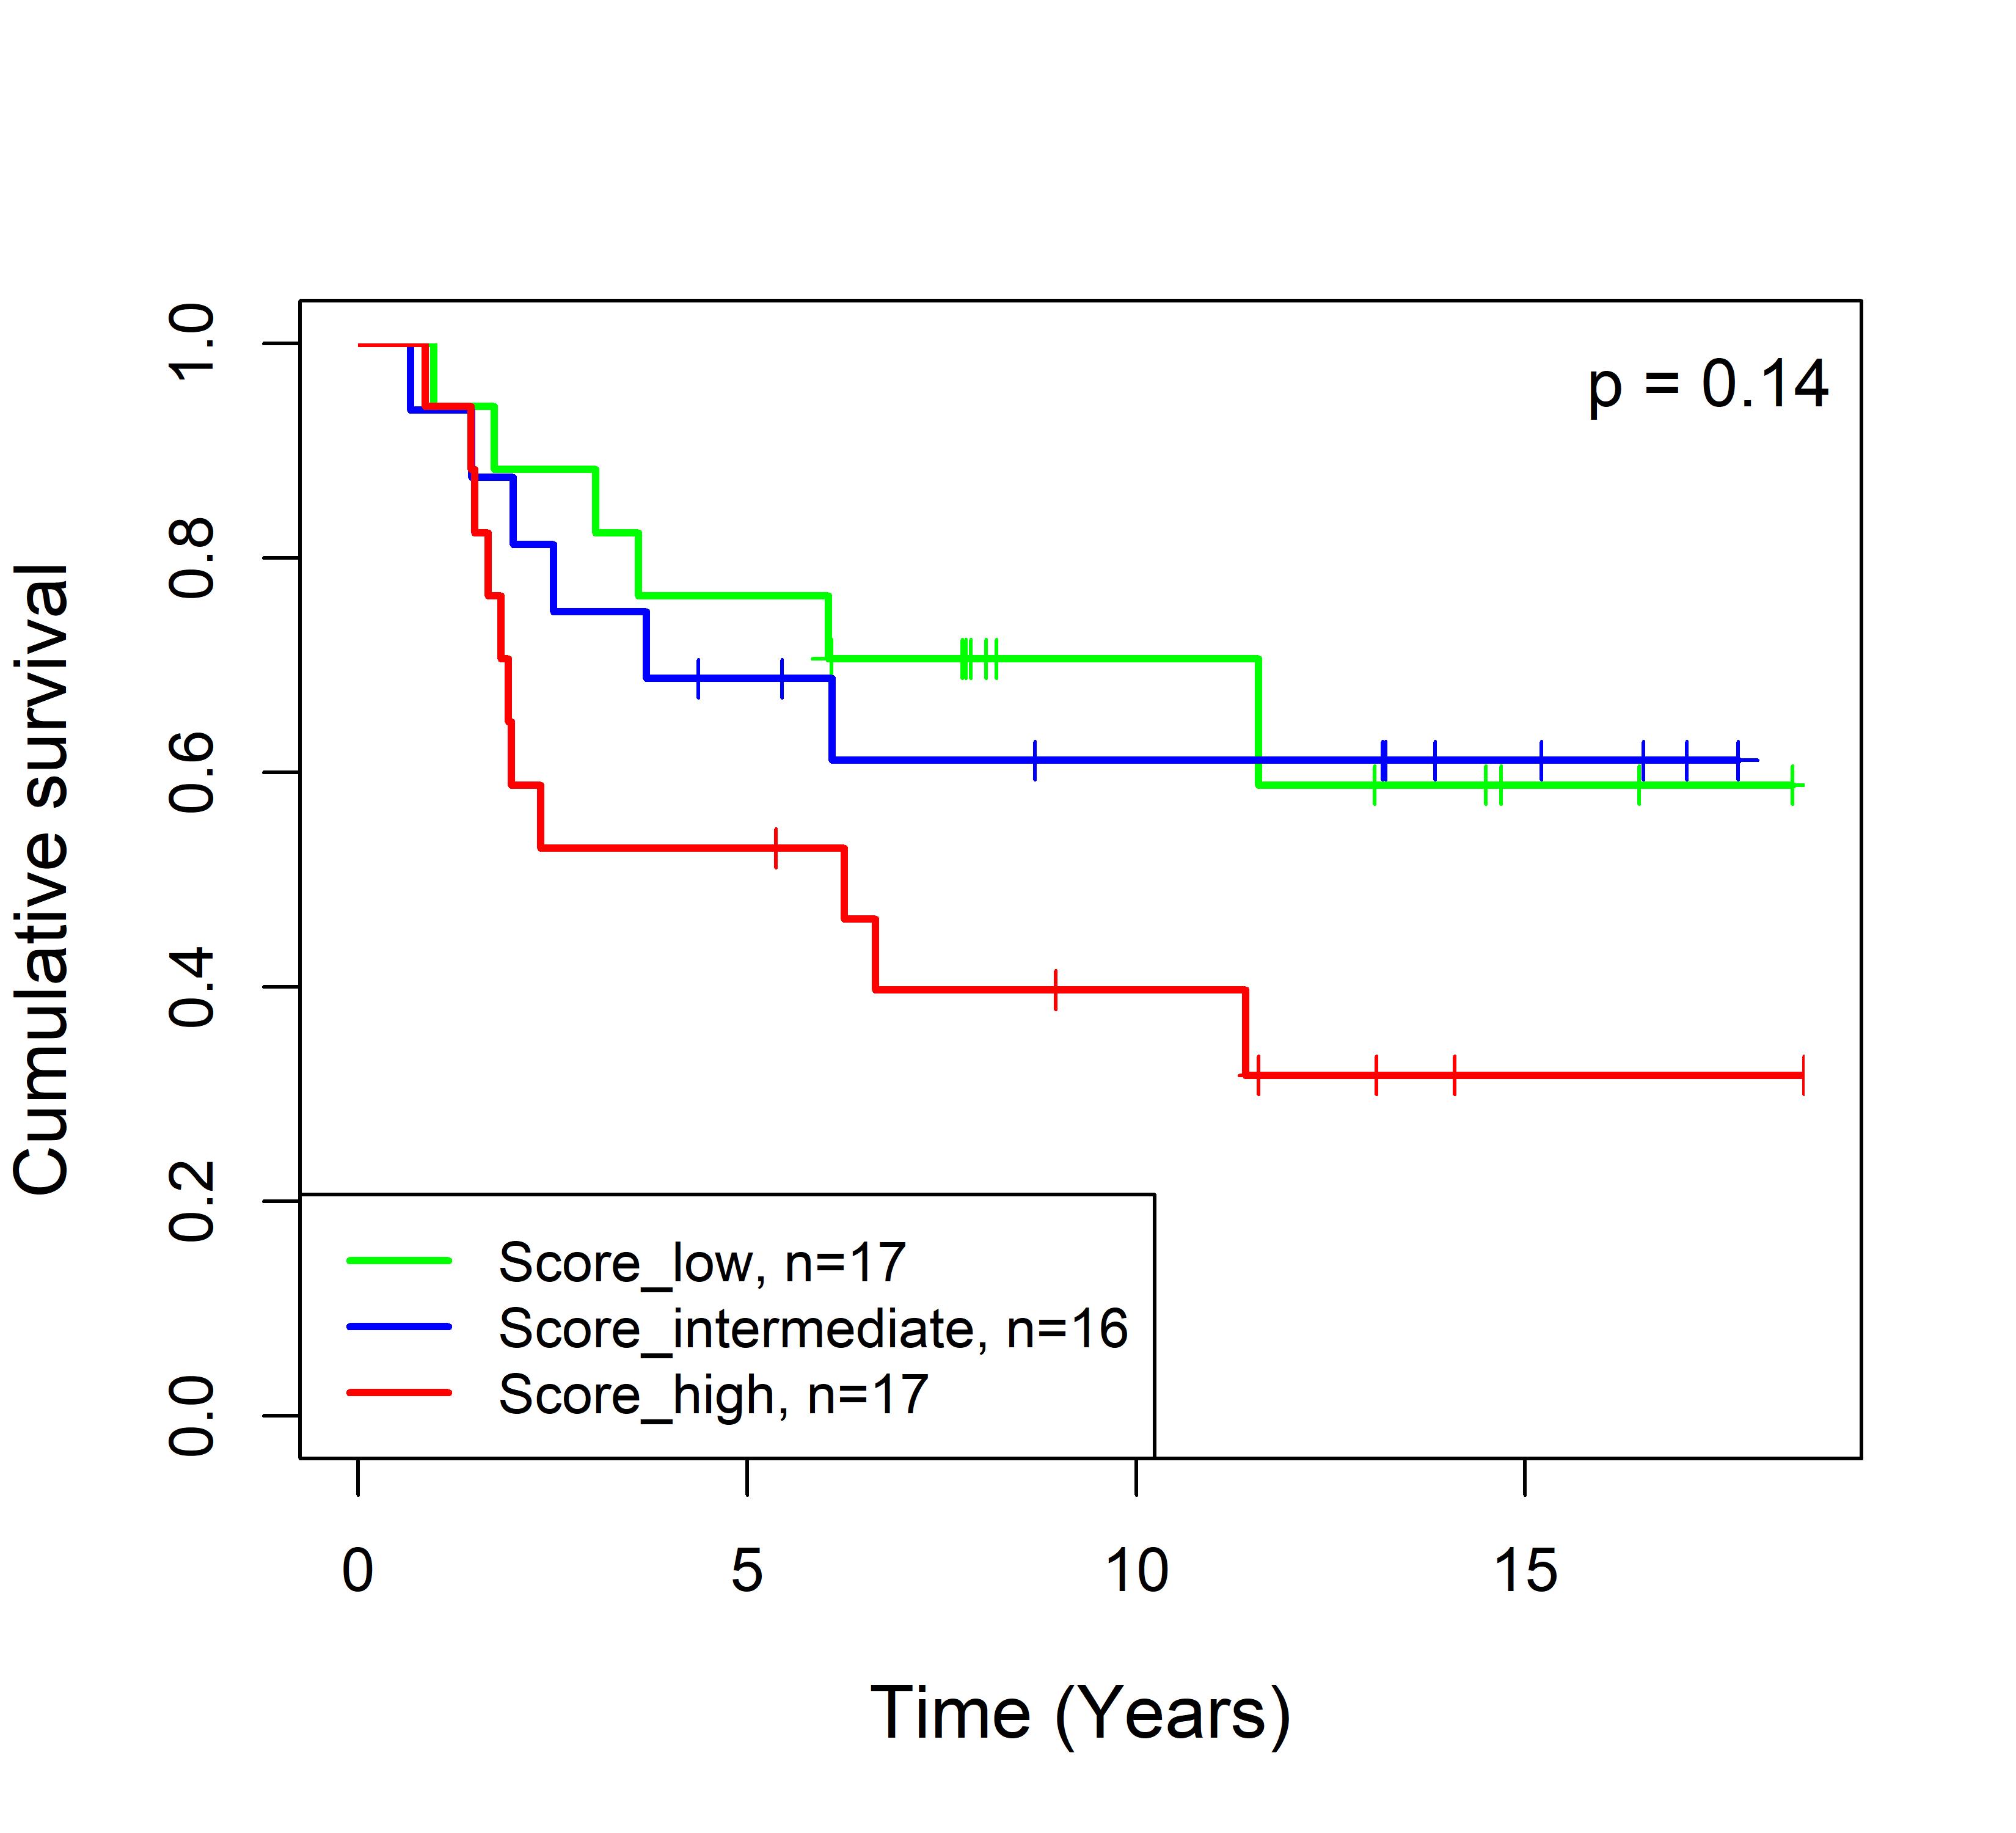 p = 0.14
Cumulative survival
1.0
0.8
0.6
0.4
0.2
0.0
Score_low, n=17
Score_intermediate, n=16
Score_high, n=17
0 5 10 15
Time (Years)